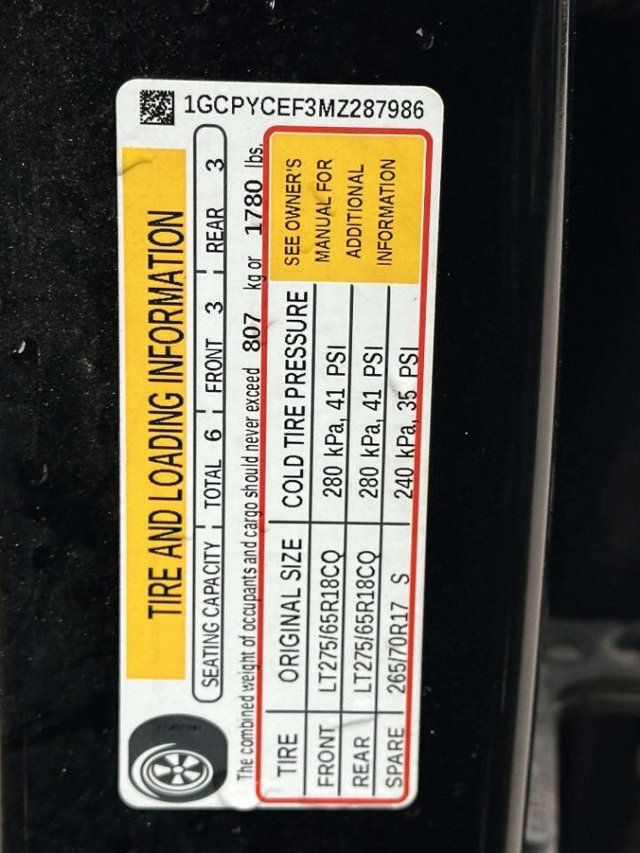 1GCPYCEF3MZ287986
TIRE AND LOADING INFORMATION
SEATING CAPACITY TOTAL 6 FRONT 3 REAR 3
The combined weight of occupants and cargo should never exceed 807 kg or 1780 lbs.
TIRE ORIGINAL SIZE COLD TIRE PRESSURE
FRONT LT275/65R18CQ 280 kPa, 41 PSI
REAR LT275/65R18CQ 280 kPa, 41 PSI
SPARE 265/70R17 S 240 kPa, 35 PSI
SEE OWNER'S
MANUAL FOR
ADDITIONAL
INFORMATION